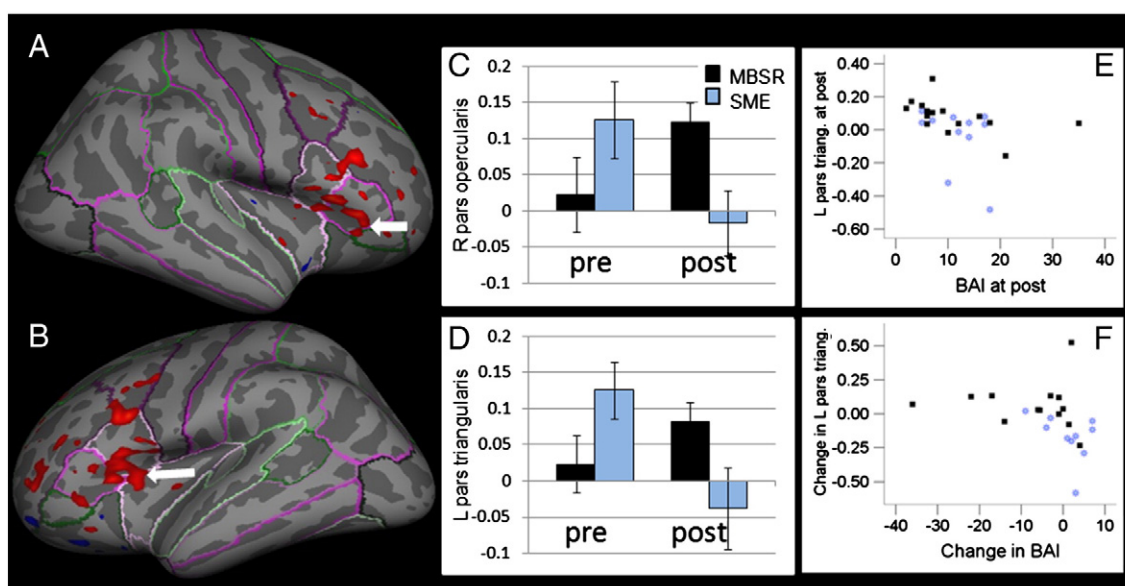 A
B
C
0.2
0.15
0.1
0.05
0
-0.05
-0.1
R pars opercularis
MBSR
SME
pre post
D
0.2
0.15
0.1
0.05
0
-0.05
-0.1
L pars triangularis
pre post
E
0.40
0.20
0.00
-0.20
-0.40
-0.60
L pars triang. at post
0 10 20 30 40
BAI at post
F
0.50
0.25
0.00
-0.25
-0.50
Change in L pars triang.
-40 -30 -20 -10 0 10
Change in BAI